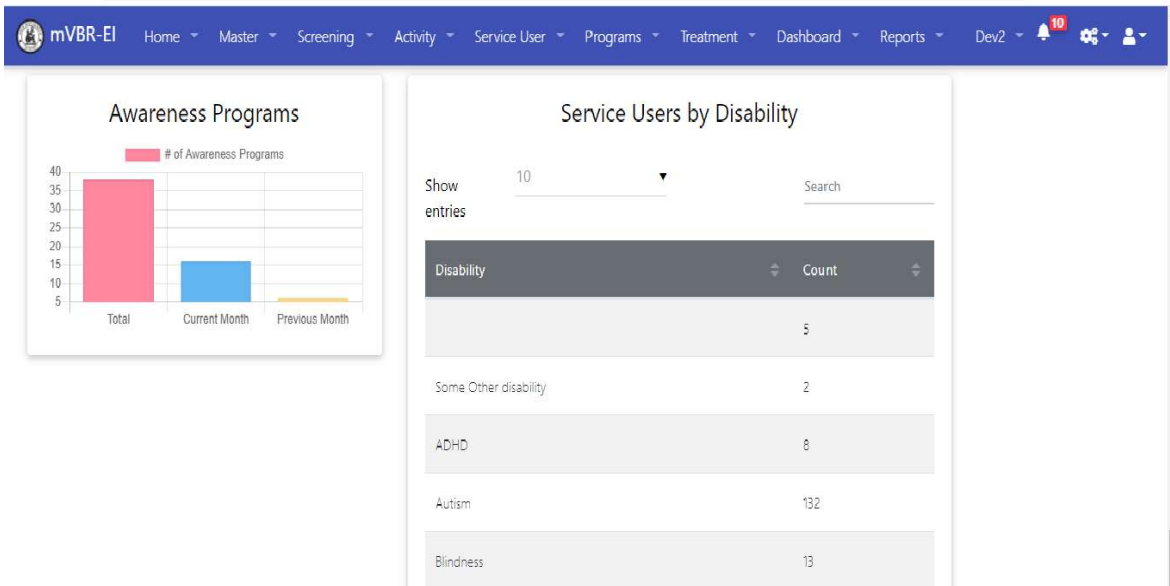 mVBR-EI Home Master Screening Activity Service User Programs Treatment Dashboard Reports Dev2 10
Awareness Programs
# of Awareness Programs
40
35
30
25
20
15
10
5
Total Current Month Previous Month
Service Users by Disability
Show 10 Search
entries
Disability Count
5
Some Other disability 2
ADHD 8
Autism 132
Blindness 13